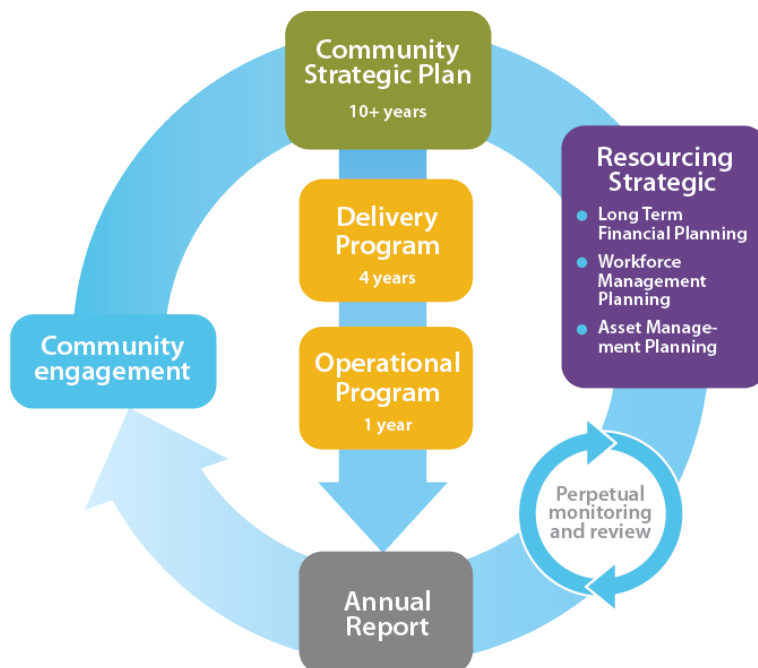 Community
Strategic Plan
10+ years
Resourcing
Strategic
Long Term
Financial Planning
Workforce
Management
Planning
Asset Manage-
ment Planning
Delivery
Program
4 years
Community
engagement
Operational
Program
1 year
Perpetual
monitoring
and review
Annual
Report